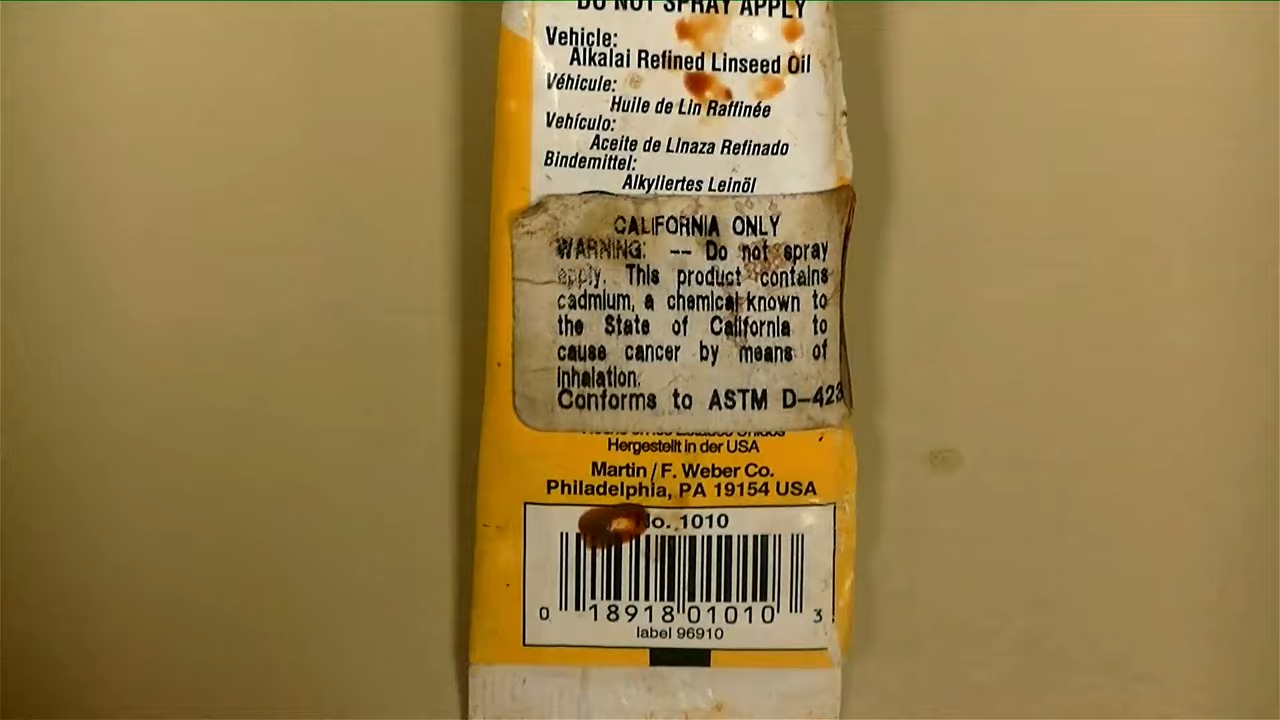 DO NOT SPRAY APPLY
Vehicle:
Alkalai Refined Linseed Oil
Véhicule:
Huile de Lin Raffinée
Vehículo:
Aceite de Linaza Refinado
Bindemittel:
Alkyliertes Leinöl
CALIFORNIA ONLY
WARNING: -- Do not spray
apply. This product contains
cadmium, a chemical known to
the State of California to
cause cancer by means of
inhalation.
Conforms to ASTM D-423
Hergestellt in der USA
Martin / F. Weber Co.
Philadelphia, PA 19154 USA
No. 1010
0 18918 01010 3
label 96910